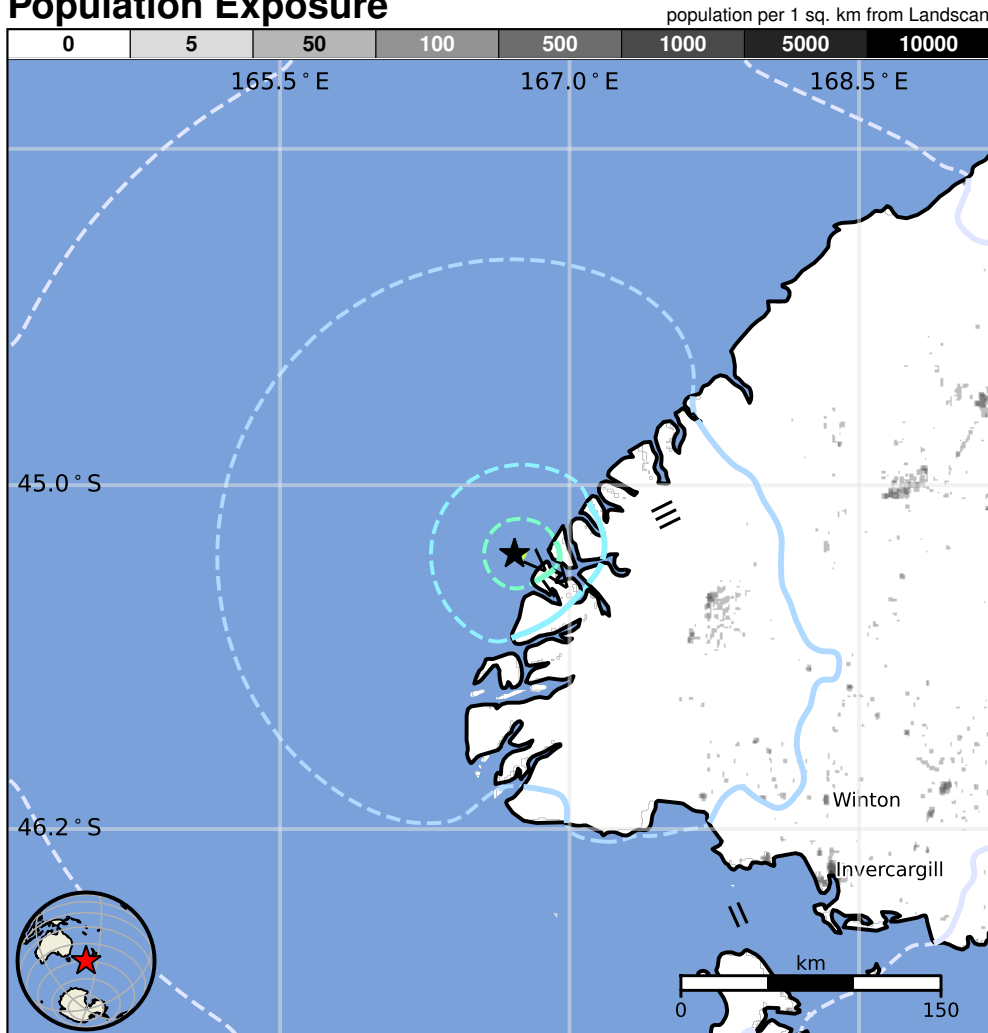 Population Exposure
population per 1 sq. km from Landscan
0 5 50 100 500 1000 5000 10000
165.5°E 167.0°E 168.5°E
45.0°S
III
46.2°S
Winton
Invercargill
II
km
0 150